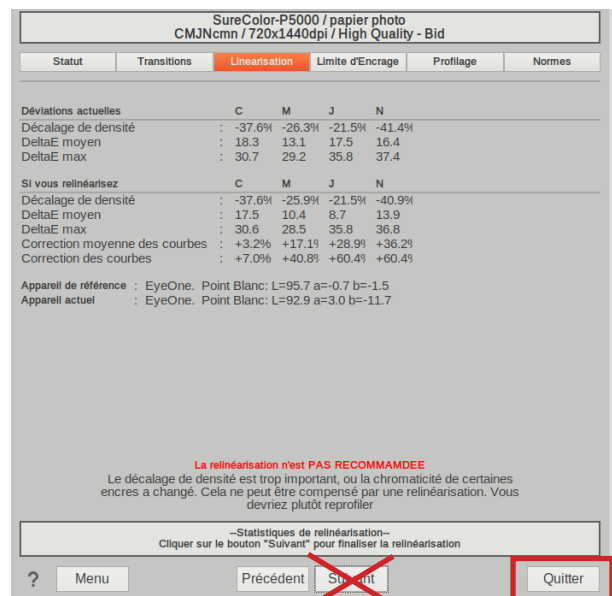 SureColor-P5000 / papier photo
CMJNcmn / 720x1440dpi / High Quality - Bid
Statut Transitions Linearisation Limite d'Encrage Profilage Normes
Déviations actuelles C M J N
Décalage de densité : -37.6% -26.3% -21.5% -41.4%
DeltaE moyen : 18.3 13.1 17.5 16.4
DeltaE max : 30.7 29.2 35.8 37.4
Si vous relinéarisez C M J N
Décalage de densité : -37.6% -25.9% -21.5% -40.9%
DeltaE moyen : 17.5 10.4 8.7 13.9
DeltaE max : 30.6 28.5 35.8 36.8
Correction moyenne des courbes : +3.2% +17.1% +28.9% +36.2%
Correction des courbes : +7.0% +40.8% +60.4% +60.4%
Appareil de référence : EyeOne. Point Blanc: L=95.7 a=-0.7 b=-1.5
Appareil actuel : EyeOne. Point Blanc: L=92.9 a=3.0 b=-11.7
La relinéarisation n'est PAS RECOMMAMDEE
Le décalage de densité est trop important, ou la chromaticité de certaines
encres a changé. Cela ne peut être compensé par une relinéarisation. Vous
devriez plutôt reprofiler
--Statistiques de relinéarisation--
Cliquer sur le bouton "Suivant" pour finaliser la relinéarisation
? Menu Précédent Suivant Quitter